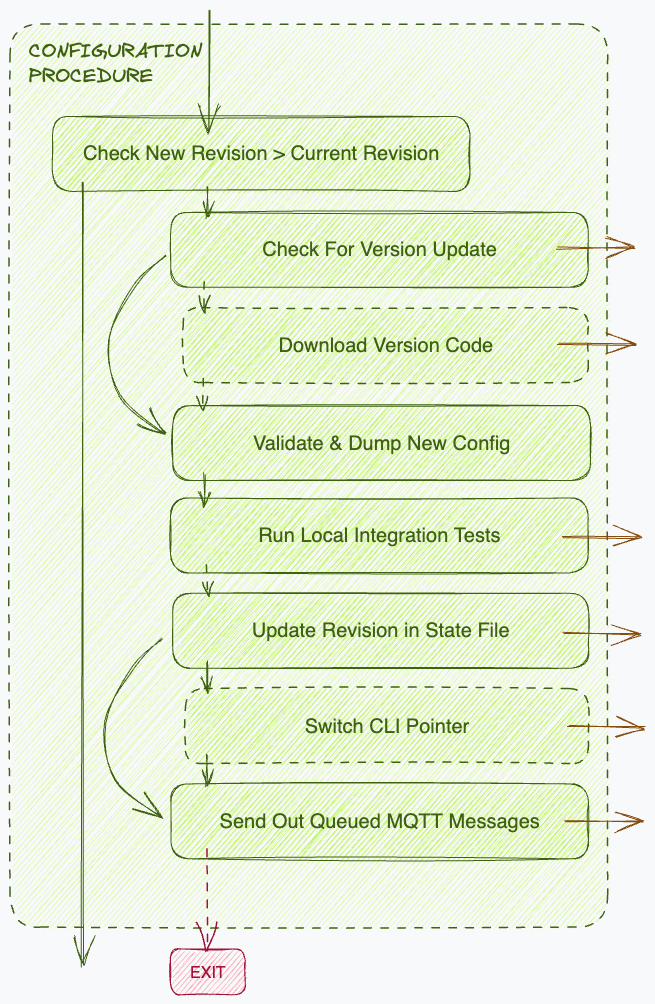 CONFIGURATION
PROCEDURE
Check New Revision > Current Revision
Check For Version Update
Download Version Code
Validate & Dump New Config
Run Local Integration Tests
Update Revision in State File
Switch CLI Pointer
Send Out Queued MQTT Messages
EXIT